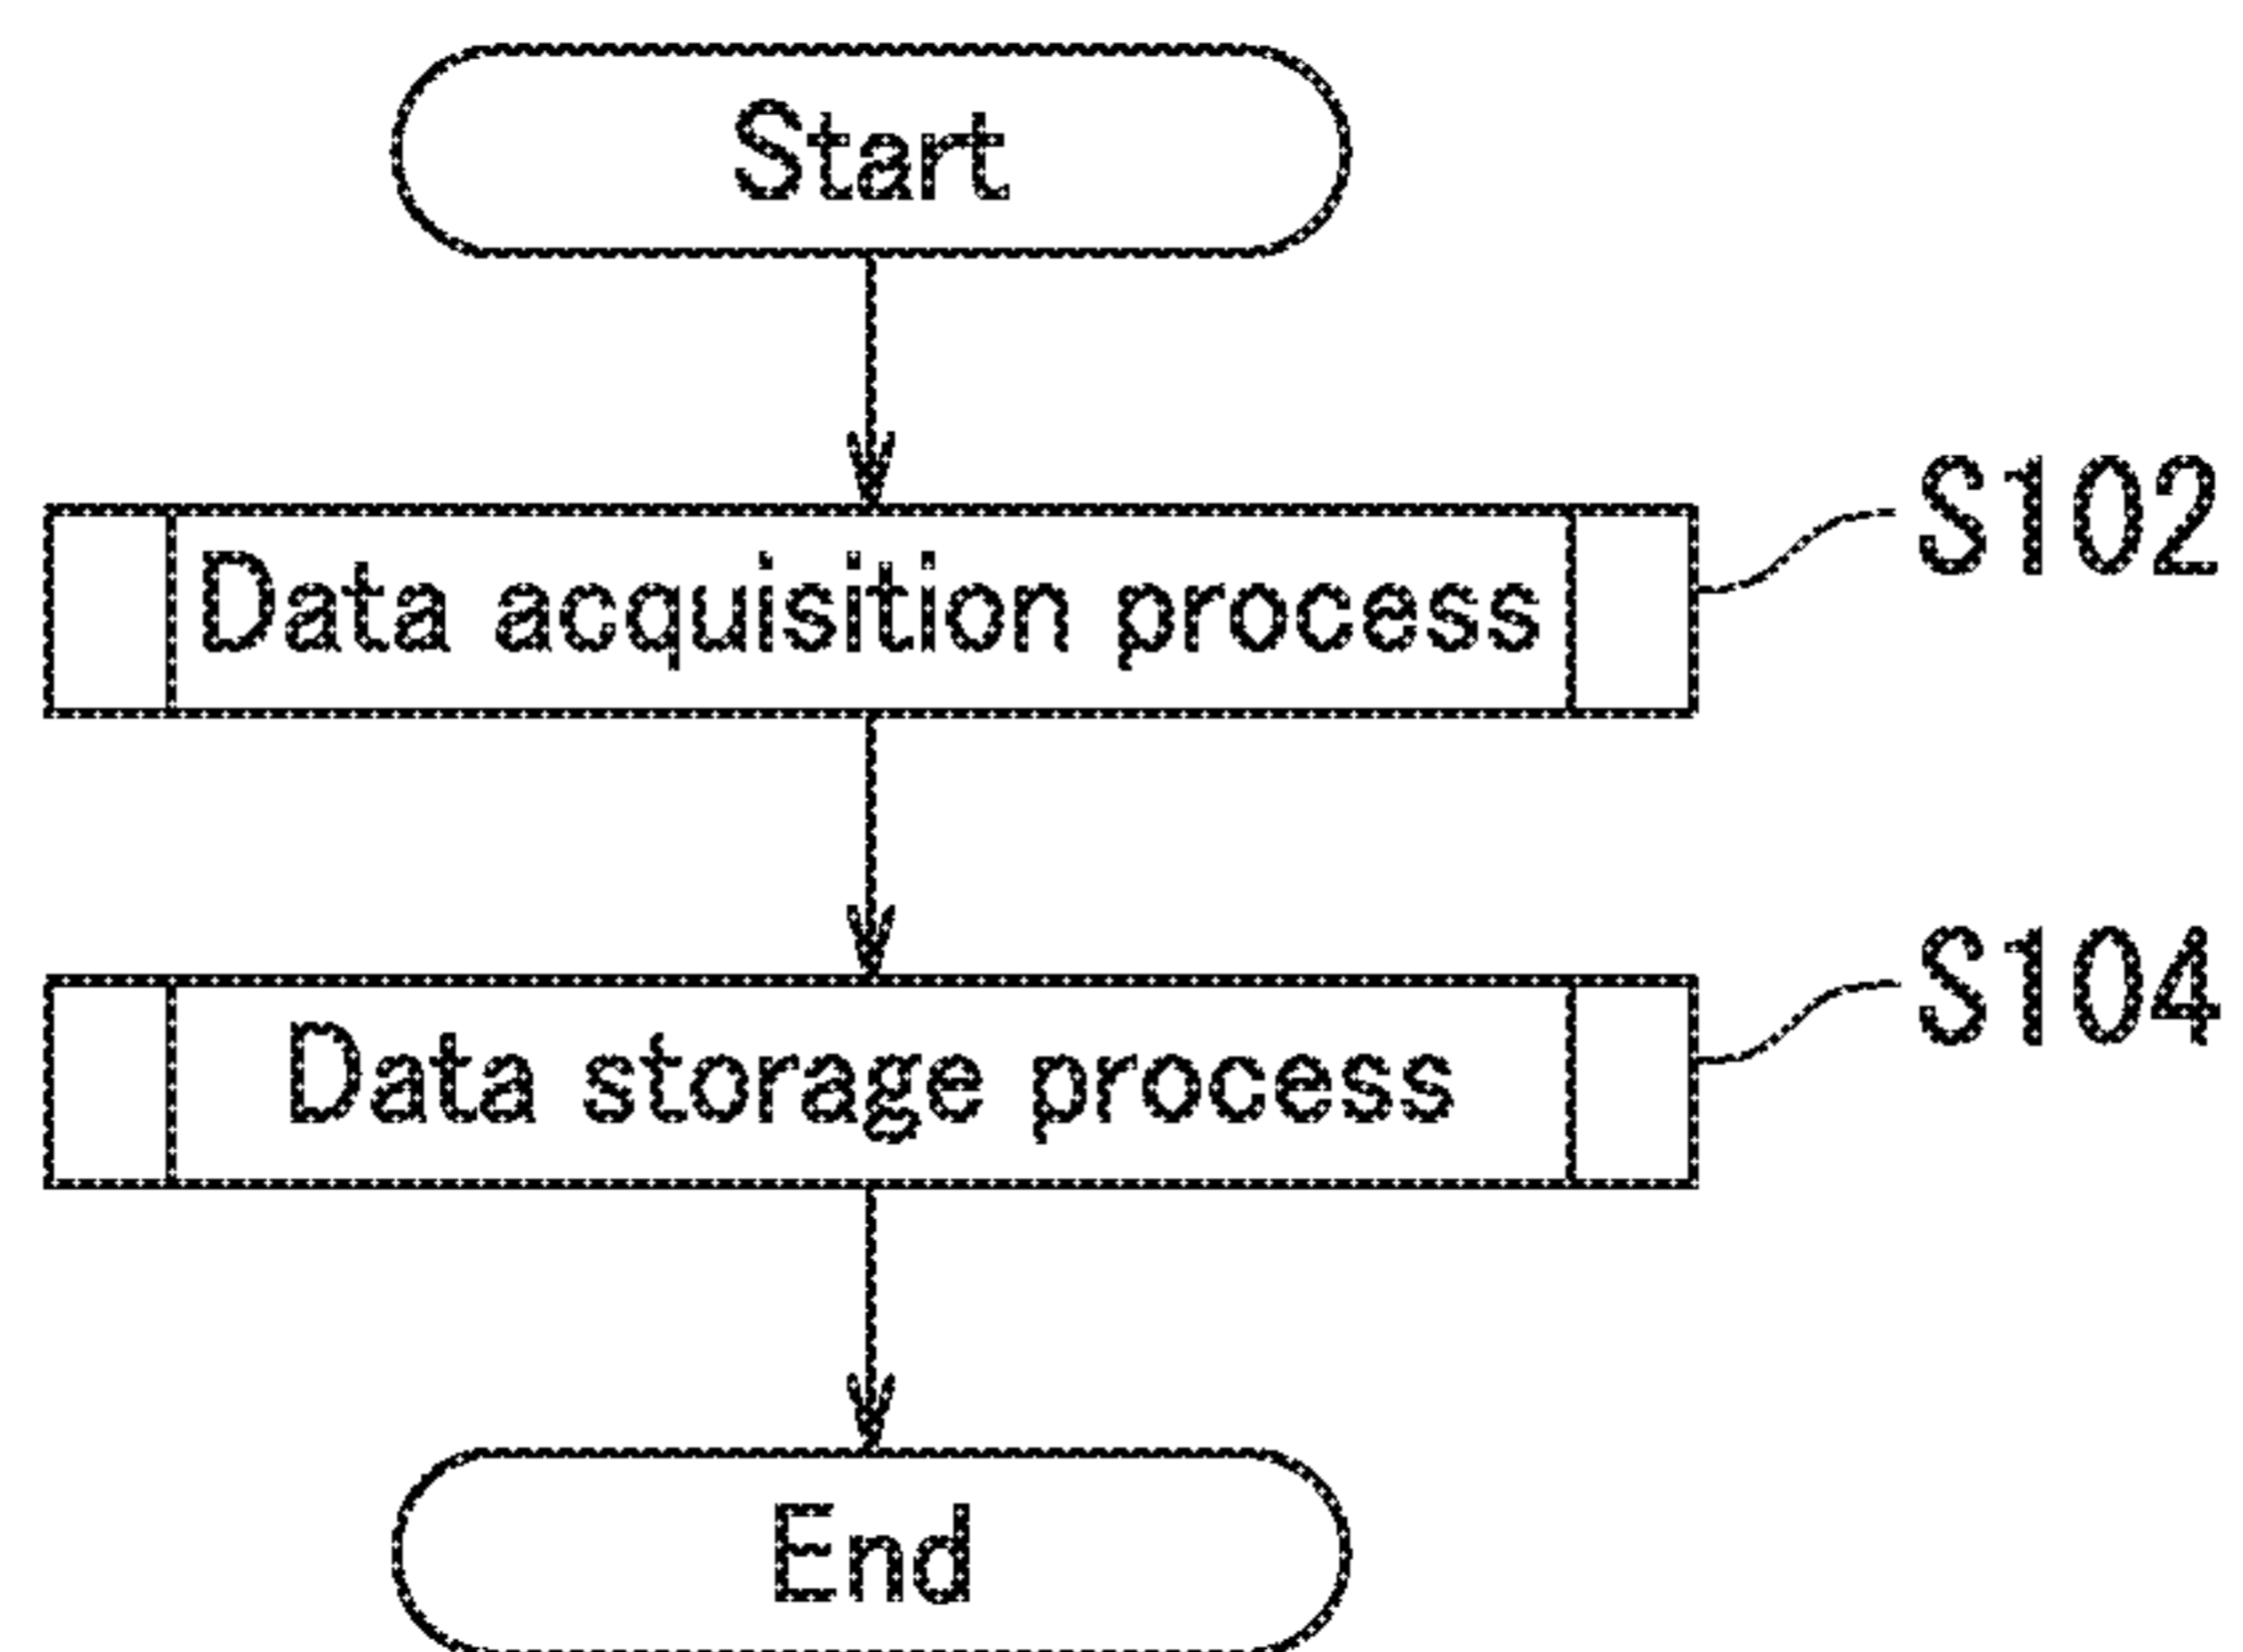 Start
Data acquisition process
S102
Data storage process
S104
End